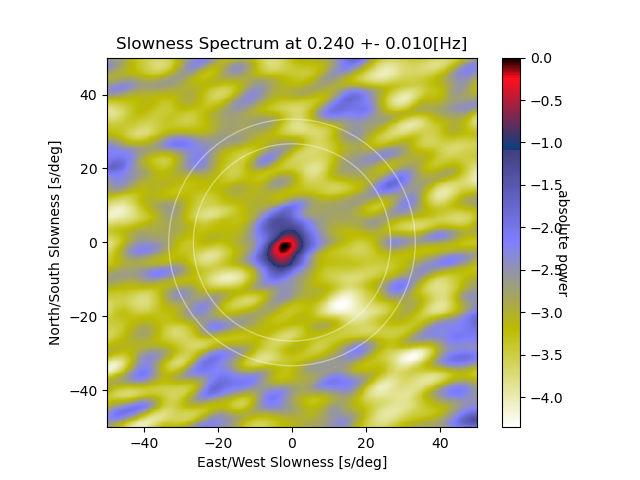 Slowness Spectrum at 0.240 +- 0.010[Hz]
40
20
0
−20
−40
North/South Slowness [s/deg]
−40 −20 0 20 40
East/West Slowness [s/deg]
0.0
−0.5
−1.0
−1.5
−2.0
−2.5
−3.0
−3.5
−4.0
absolute power